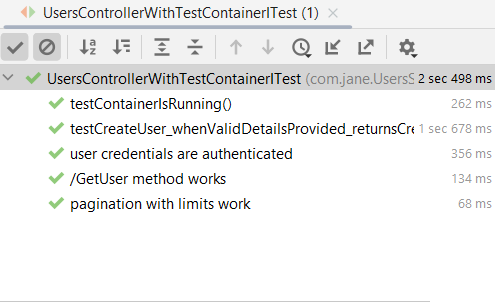 UsersControllerWithTestContainerITest (1)
UsersControllerWithTestContainerITest (com.jane.UsersS 2 sec 498 ms
testContainerIsRunning() 262 ms
testCreateUser_whenValidDetailsProvided_returnsCre 1 sec 678 ms
user credentials are authenticated 356 ms
/GetUser method works 134 ms
pagination with limits work 68 ms